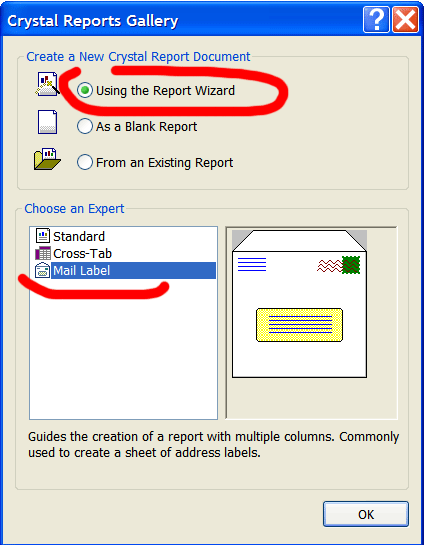 Crystal Reports Gallery
Create a New Crystal Report Document
Using the Report Wizard
As a Blank Report
From an Existing Report
Choose an Expert
Standard
Cross-Tab
Mail Label
Guides the creation of a report with multiple columns. Commonly
used to create a sheet of address labels.
OK